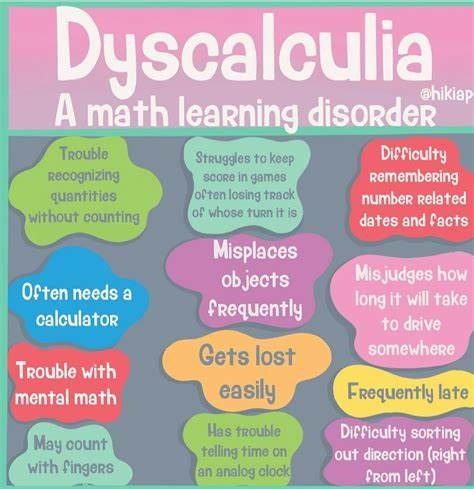 Dyscalculia
@hikiap
A math learning disorder
Trouble
recognizing
quantities
without counting
Struggles to keep
score in games
often losing track
of whose turn it is
Difficulty
remembering
number related
dates and facts
Often needs a
calculator
Misplaces
objects
frequently
Misjudges how
long it will take
to drive
somewhere
Trouble with
mental math
Gets lost
easily
Frequently late
May count
with fingers
Has trouble
telling time on
an analog clock
Difficulty sorting
out direction (right
from left)